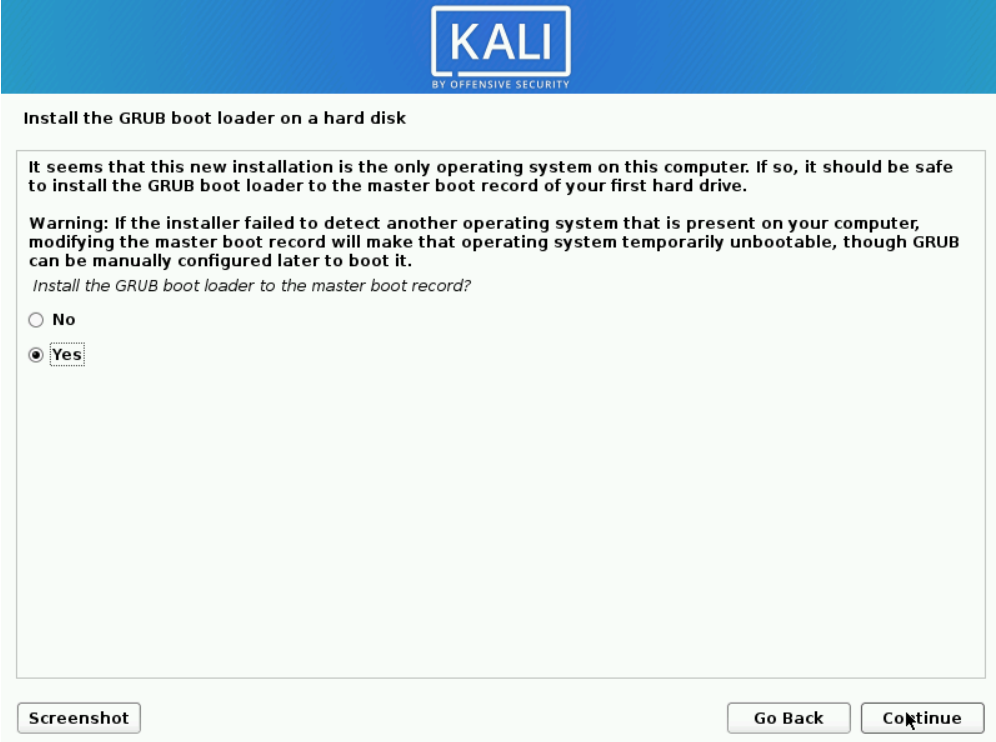 KALI
BY OFFENSIVE SECURITY
Install the GRUB boot loader on a hard disk
It seems that this new installation is the only operating system on this computer. If so, it should be safe
to install the GRUB boot loader to the master boot record of your first hard drive.
Warning: If the installer failed to detect another operating system that is present on your computer,
modifying the master boot record will make that operating system temporarily unbootable, though GRUB
can be manually configured later to boot it.
Install the GRUB boot loader to the master boot record?
No
Yes
Screenshot
Go Back
Continue